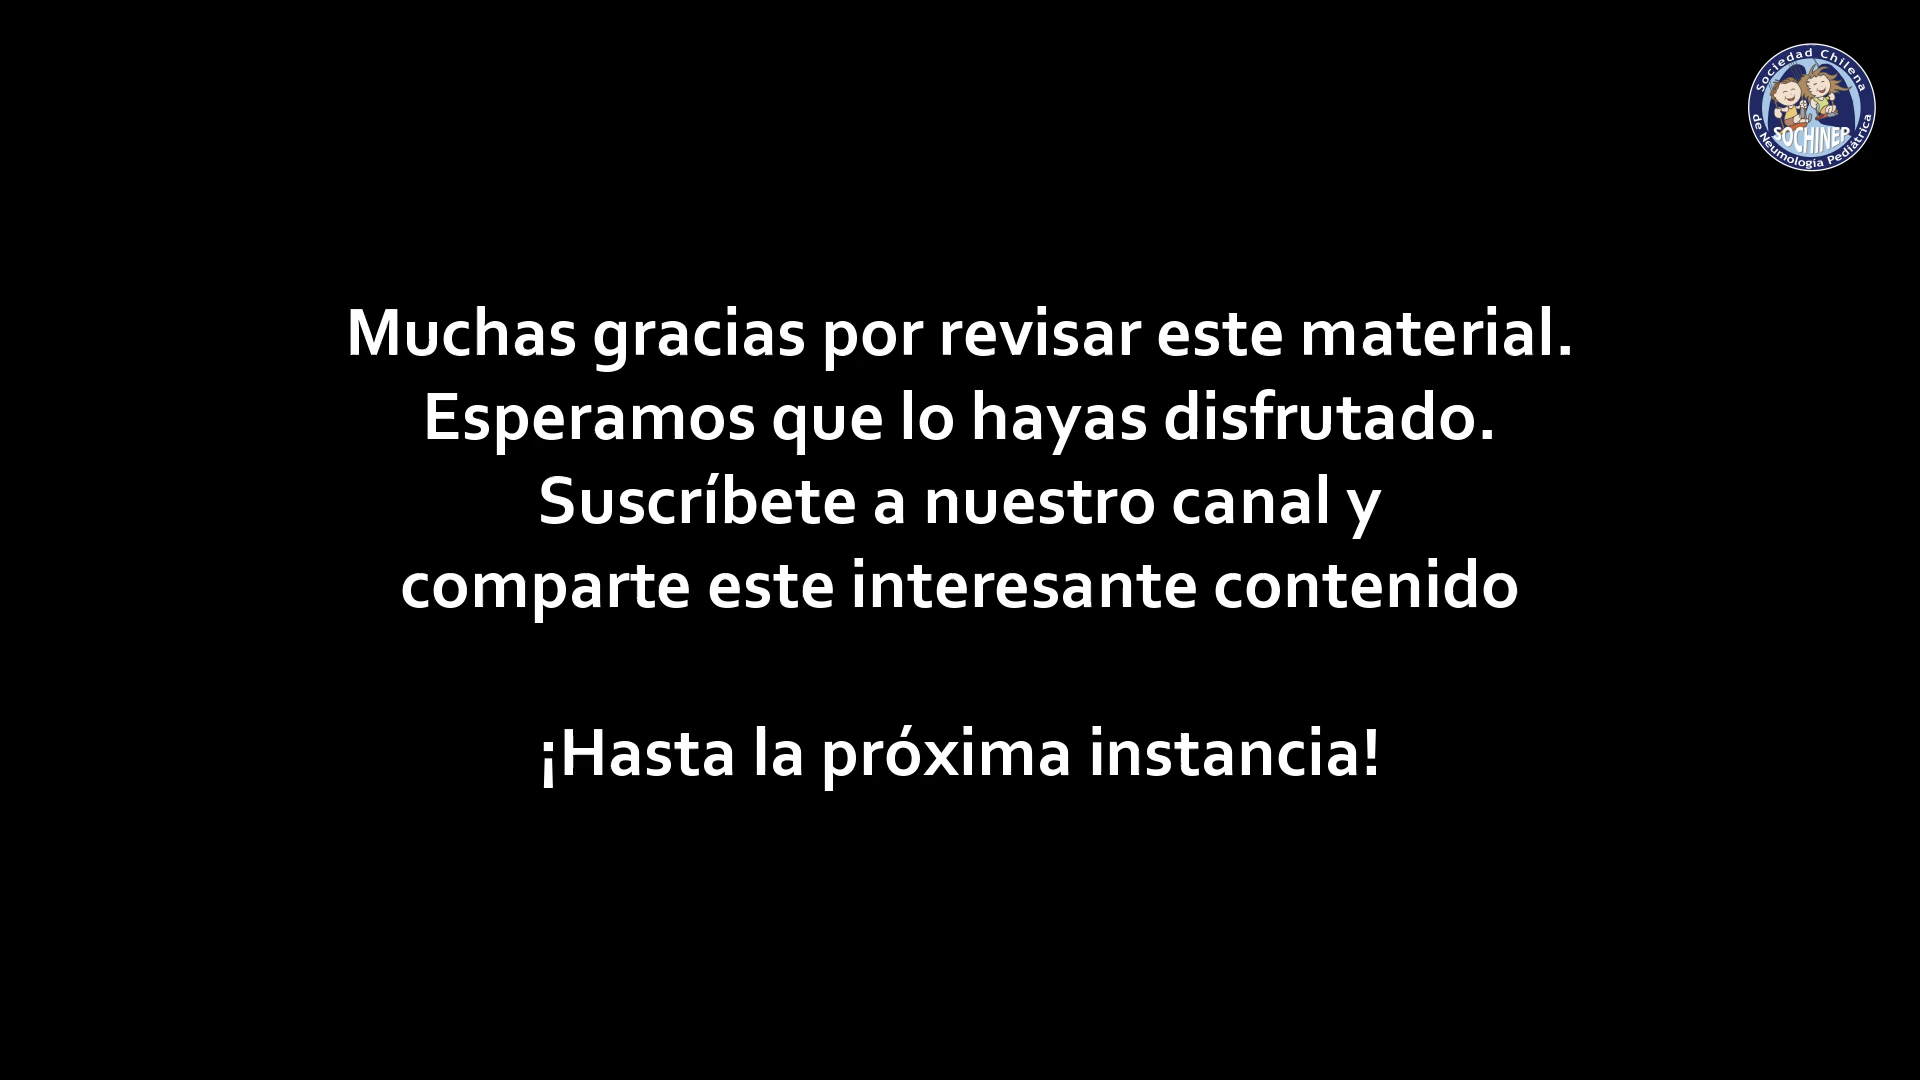 Sociedad Chilena
SOCHINEP
de Neumología Pediátrica
Muchas gracias por revisar este material.
Esperamos que lo hayas disfrutado.
Suscríbete a nuestro canal y
comparte este interesante contenido
¡Hasta la próxima instancia!